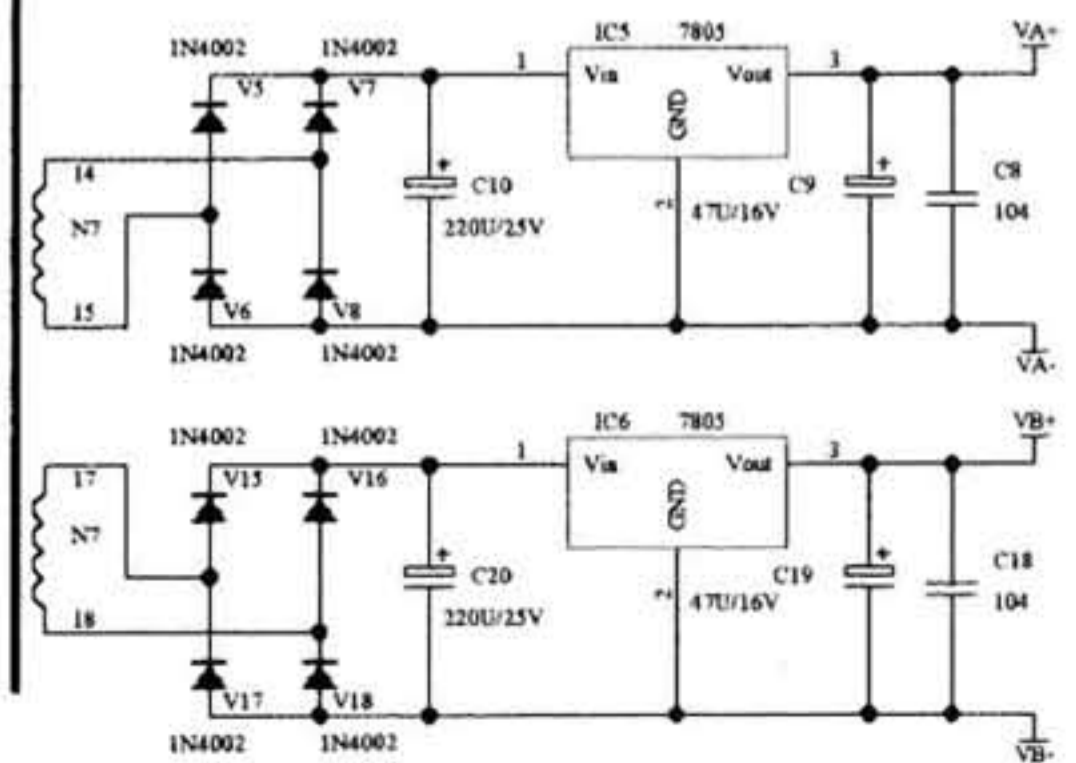 1N4002 1N4002 IC5 7805 VA+
V5 V7 1 Vin Vout 3
GND
14 C10 C9 C8
N7 220U/25V 2 47U/16V 104
15 V6 V8
1N4002 1N4002 VA-
1N4002 1N4002 IC6 7805 VB+
17 V15 V16 1 Vin Vout 3
N7 GND
C20 C19 C18
18 220U/25V 2 47U/16V 104
V17 V18
1N4002 1N4002 VB-